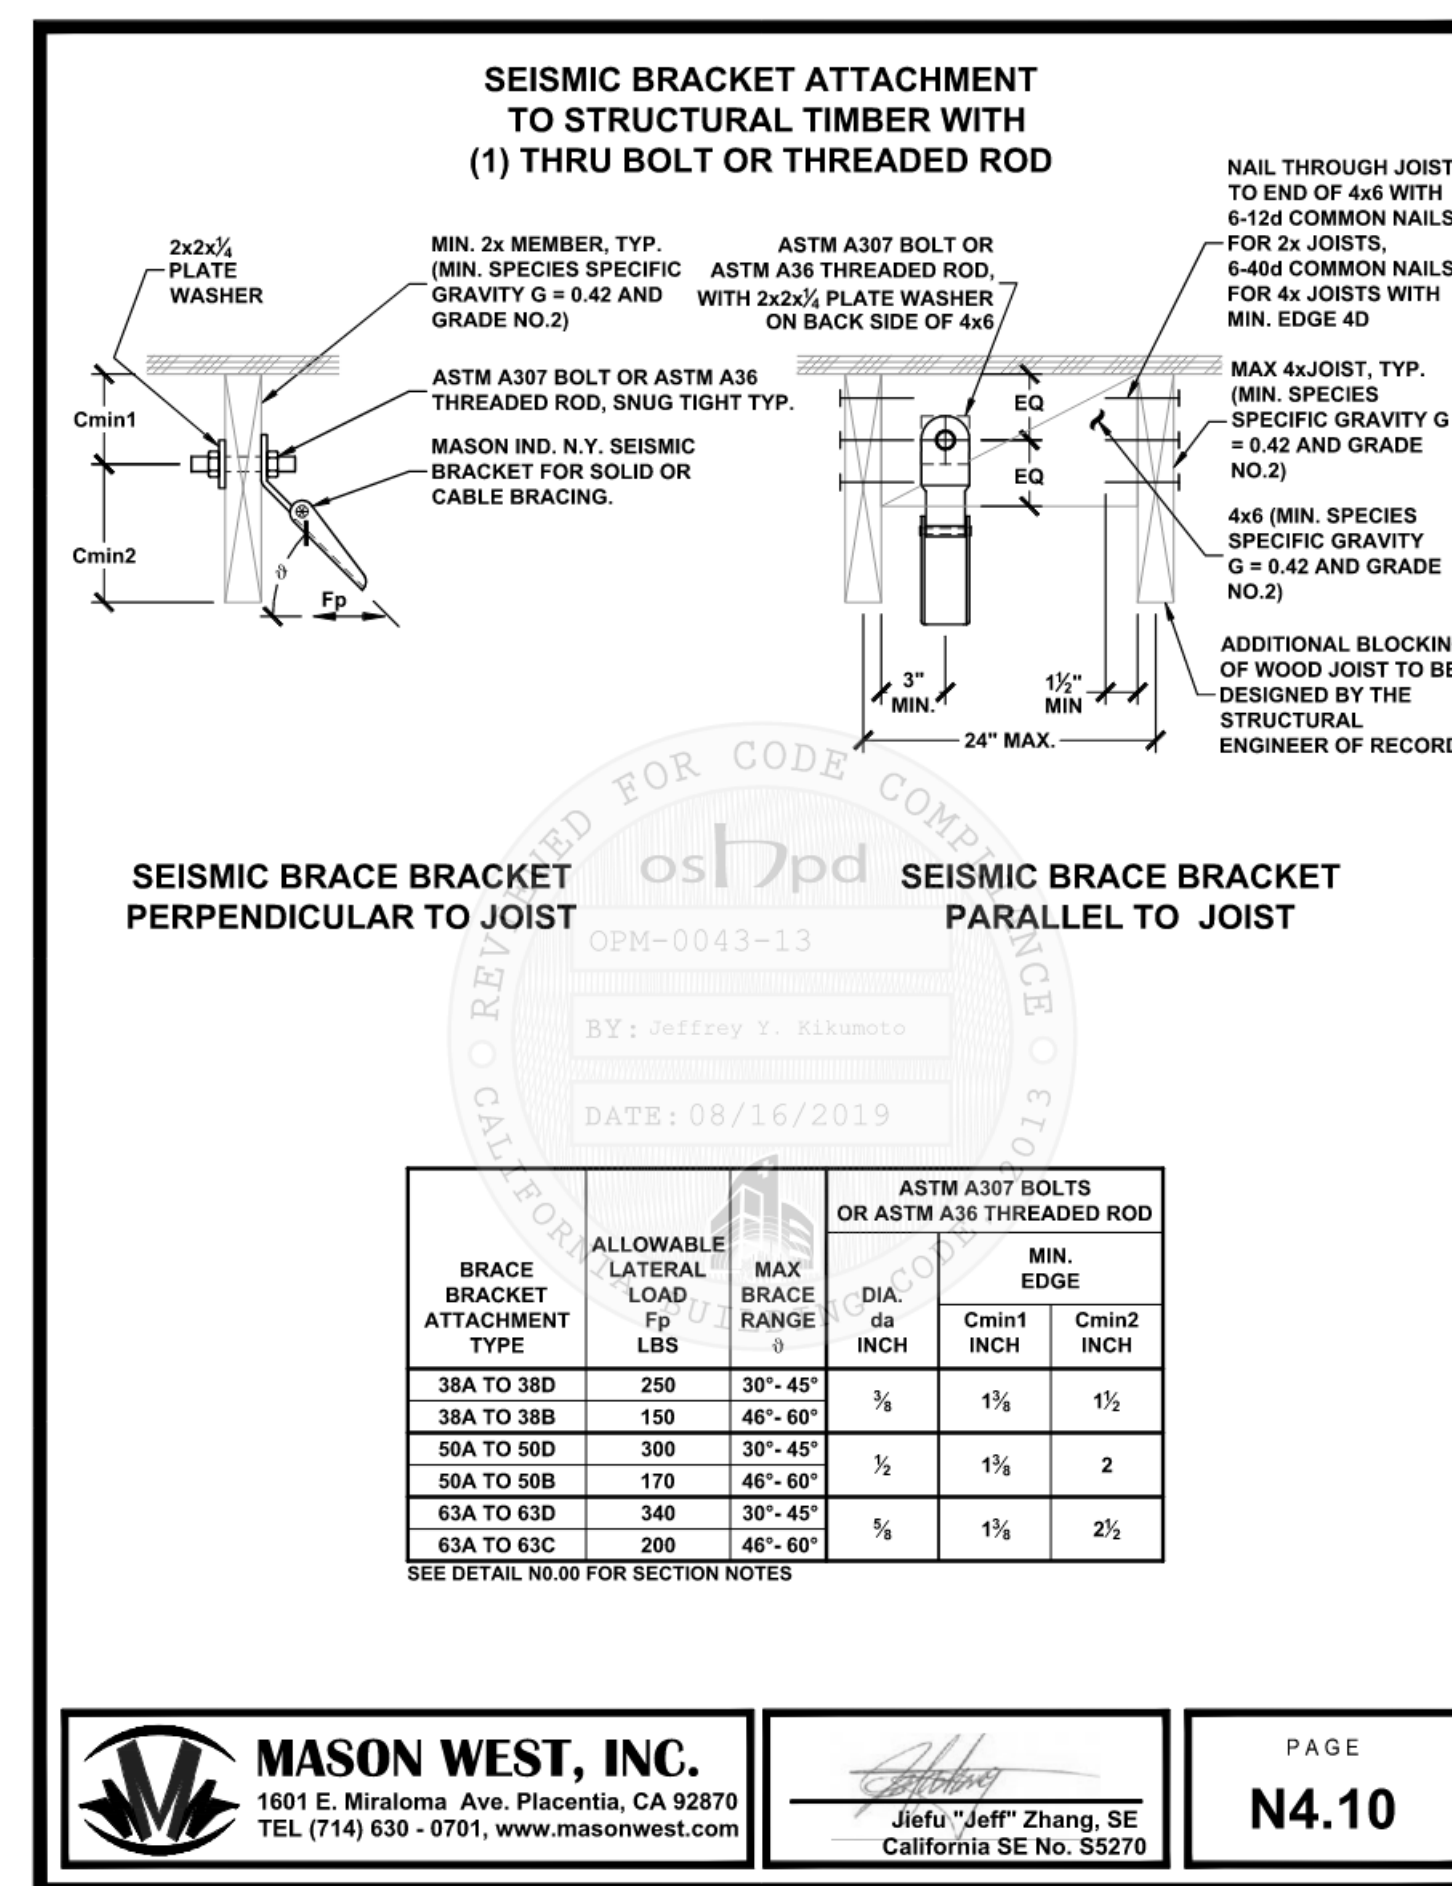 SEISMIC BRACKET ATTACHMENT
TO STRUCTURAL TIMBER WITH
(1) THRU BOLT OR THREADED ROD
2x2x¼
PLATE
WASHER
MIN. 2x MEMBER, TYP.
(MIN. SPECIES SPECIFIC
GRAVITY G = 0.42 AND
GRADE NO.2)
ASTM A307 BOLT OR ASTM A36
THREADED ROD, SNUG TIGHT TYP.
MASON IND. N.Y. SEISMIC
BRACKET FOR SOLID OR
CABLE BRACING.
Cmin1
Cmin2
ϑ
Fp
ASTM A307 BOLT OR
ASTM A36 THREADED ROD,
WITH 2x2x¼ PLATE WASHER
ON BACK SIDE OF 4x6
NAIL THROUGH JOIST
TO END OF 4x6 WITH
6-12d COMMON NAILS
FOR 2x JOISTS,
6-40d COMMON NAILS
FOR 4x JOISTS WITH
MIN. EDGE 4D
MAX 4xJOIST, TYP.
(MIN. SPECIES
SPECIFIC GRAVITY G
= 0.42 AND GRADE
NO.2)
4x6 (MIN. SPECIES
SPECIFIC GRAVITY
G = 0.42 AND GRADE
NO.2)
ADDITIONAL BLOCKIN
OF WOOD JOIST TO BE
DESIGNED BY THE
STRUCTURAL
ENGINEER OF RECORD
EQ
EQ
3"
MIN.
1½"
MIN
24" MAX.
SEISMIC BRACE BRACKET
PERPENDICULAR TO JOIST
SEISMIC BRACE BRACKET
PARALLEL TO JOIST
REVIEWED FOR CODE COMPLIANCE
oshpd
OPM-0043-13
BY: Jeffrey Y. Kikumoto
DATE: 08/16/2019
CALIFORNIA BUILDING CODE, 2013
BRACE
BRACKET
ATTACHMENT
TYPE
ALLOWABLE
LATERAL
LOAD
Fp
LBS
MAX
BRACE
RANGE
ϑ
ASTM A307 BOLTS
OR ASTM A36 THREADED ROD
DIA.
da
INCH
MIN.
EDGE
Cmin1
INCH
Cmin2
INCH
38A TO 38D 250 30°- 45° ⅜ 1⅜ 1½
38A TO 38B 150 46°- 60°
50A TO 50D 300 30°- 45° ½ 1⅜ 2
50A TO 50B 170 46°- 60°
63A TO 63D 340 30°- 45° ⅝ 1⅜ 2½
63A TO 63C 200 46°- 60°
SEE DETAIL N0.00 FOR SECTION NOTES
MASON WEST, INC.
1601 E. Miraloma Ave. Placentia, CA 92870
TEL (714) 630 - 0701, www.masonwest.com
Jiefu "Jeff" Zhang, SE
California SE No. S5270
PAGE
N4.10